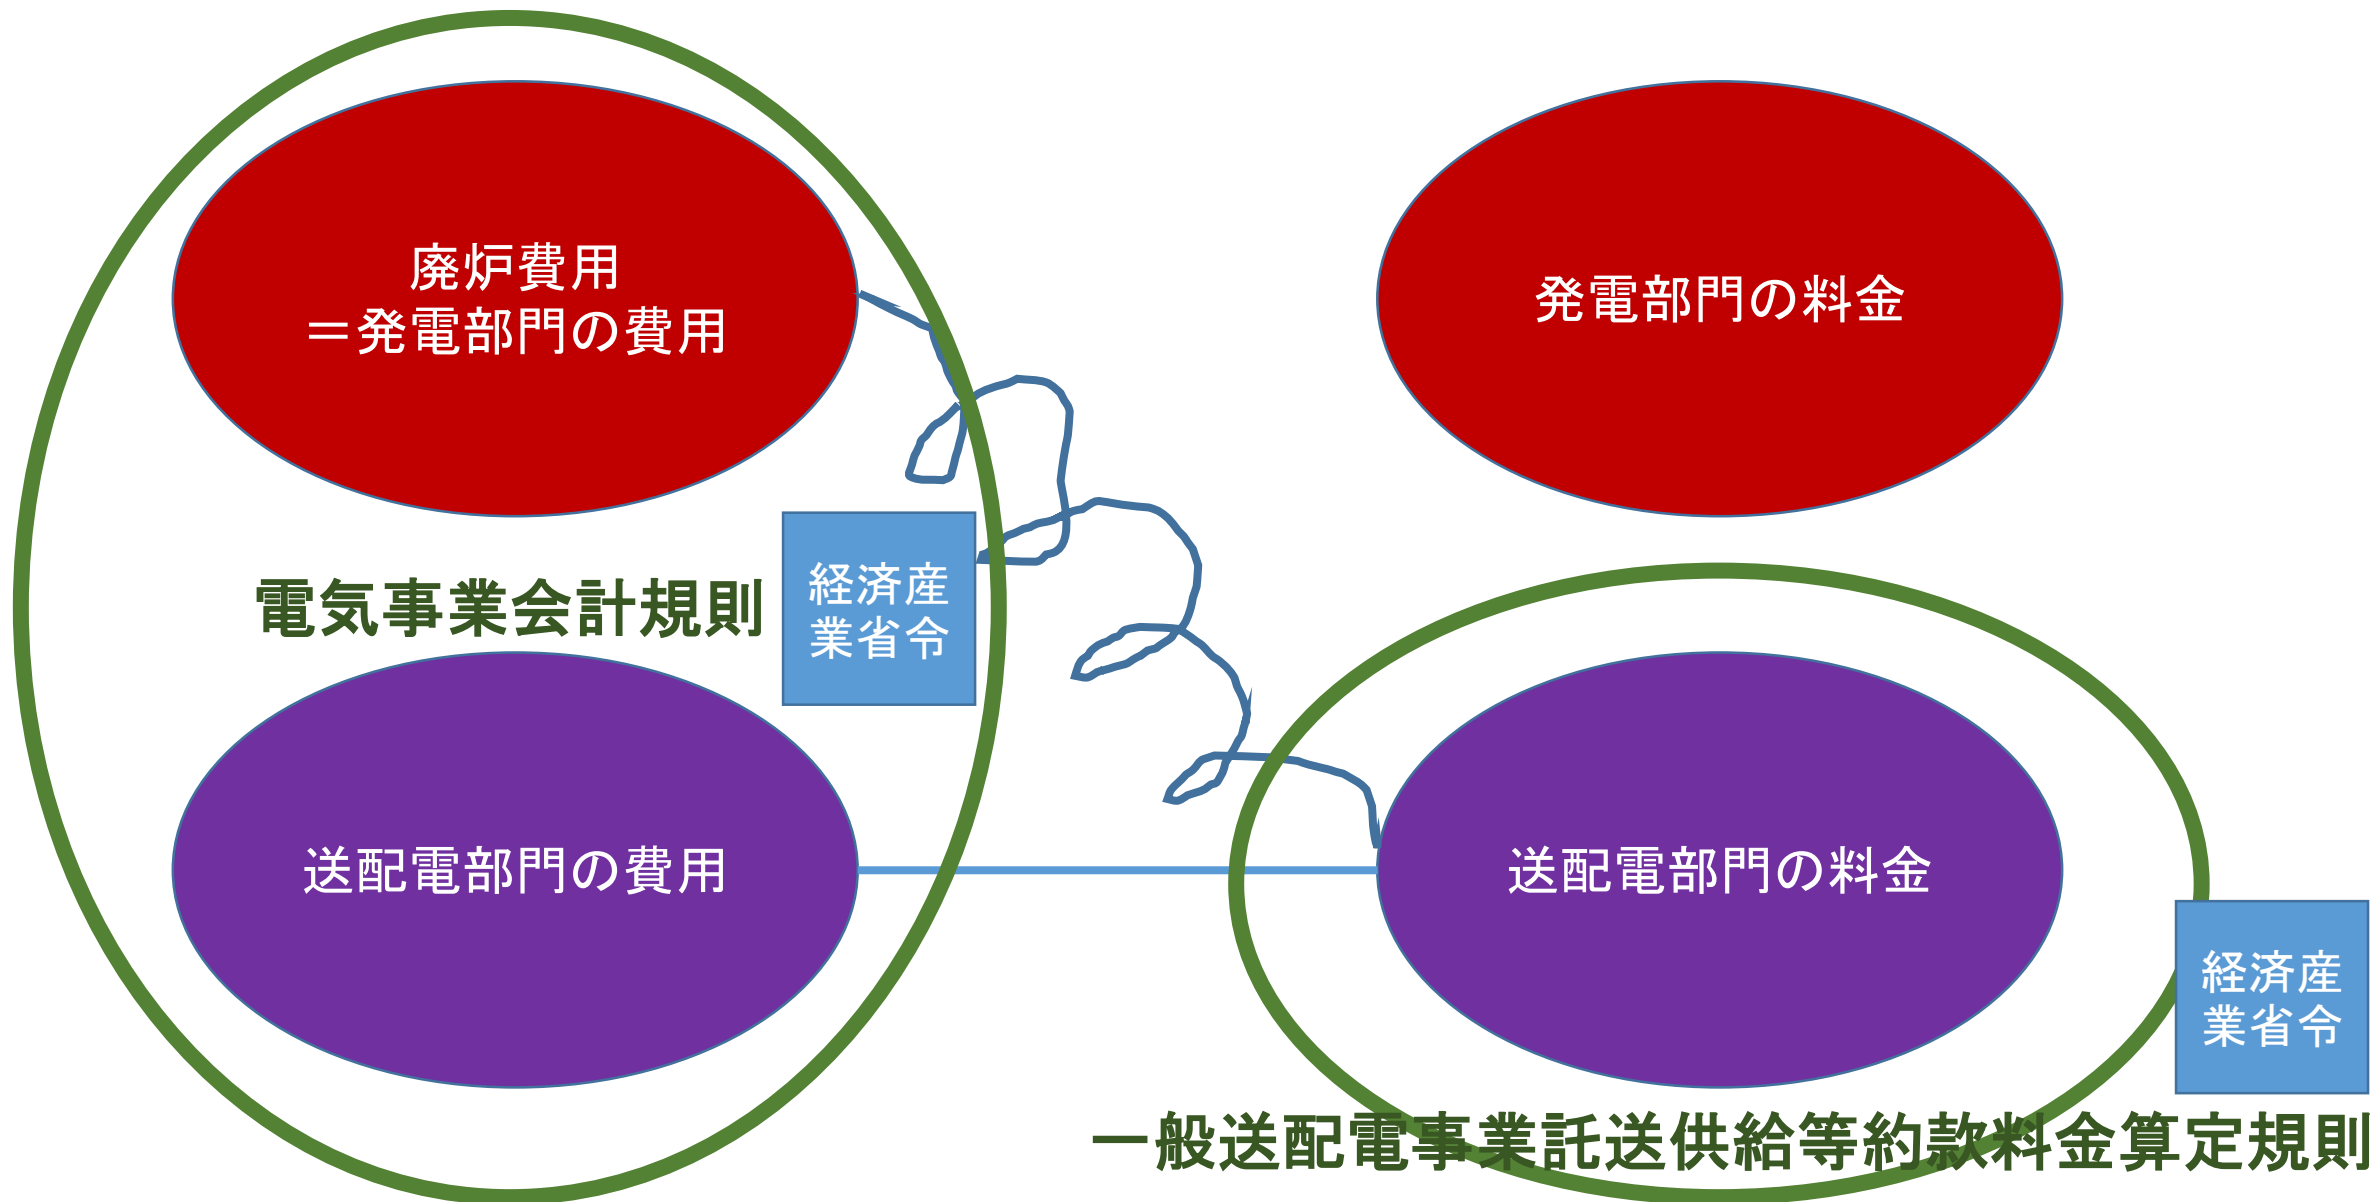 廃炉費用
＝発電部門の費用
発電部門の料金
電気事業会計規則
経済産
業省令
送配電部門の費用
送配電部門の料金
経済産
業省令
一般送配電事業託送供給等約款料金算定規則